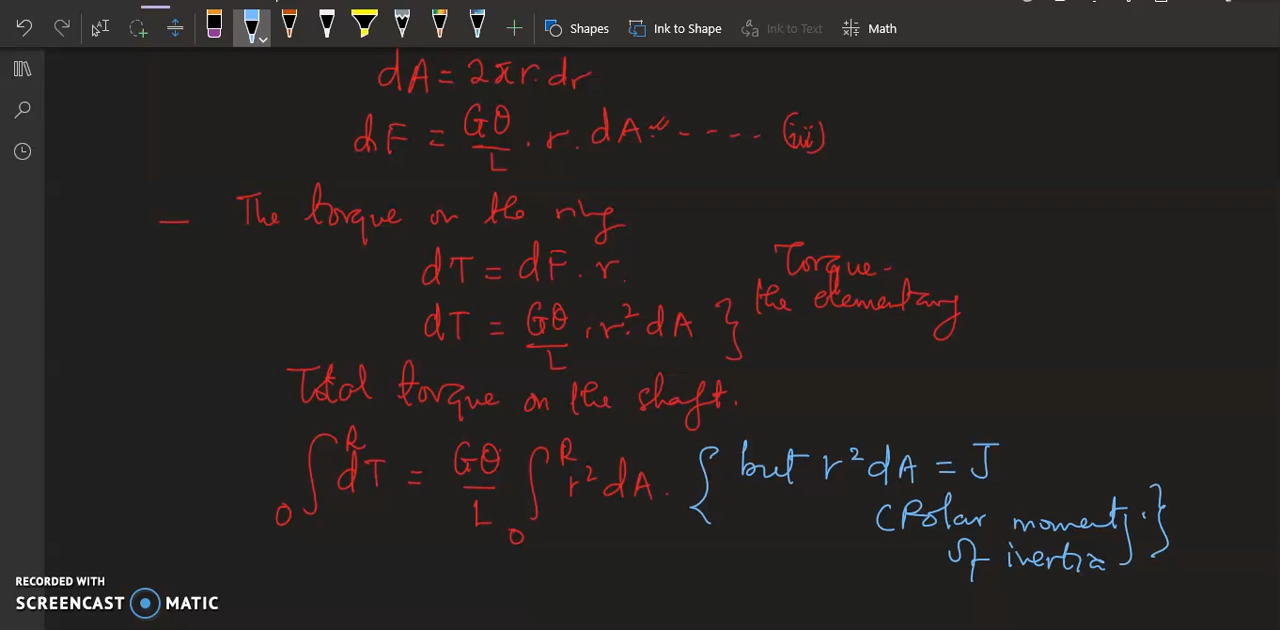 Shapes Ink to Shape Ink to Text Math
dA = 2πr. dr
dF = Gθ/L . r. dA. - - - - (iii)
— The torque on the ring
dT = dF . r.
dT = Gθ/L . r². dA } Torque - the elementary
Total torque on the shaft.
∫₀ᴿ dT = Gθ/L ∫₀ᴿ r² dA. { but r² dA = J
(Polar moment
of inertia) . }
RECORDED WITH
SCREENCAST MATIC